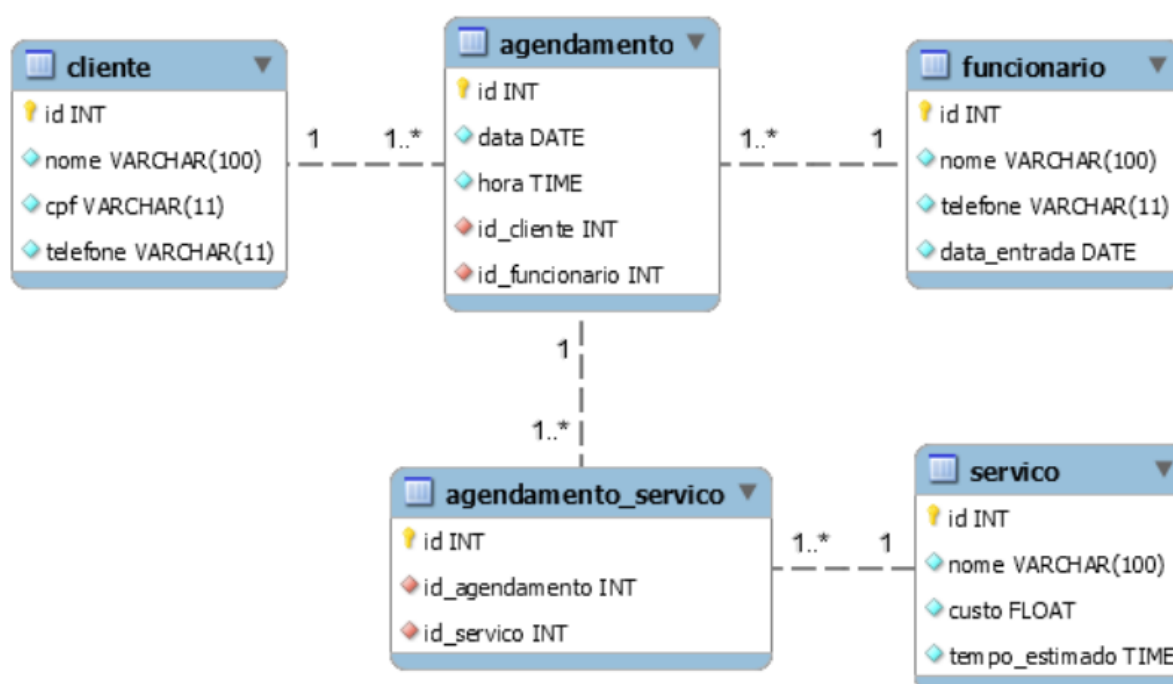 cliente
id INT
nome VARCHAR(100)
cpf VARCHAR(11)
telefone VARCHAR(11)
1 1..*
agendamento
id INT
data DATE
hora TIME
id_cliente INT
id_funcionario INT
1..* 1
funcionario
id INT
nome VARCHAR(100)
telefone VARCHAR(11)
data_entrada DATE
1
1..*
agendamento_servico
id INT
id_agendamento INT
id_servico INT
1..* 1
servico
id INT
nome VARCHAR(100)
custo FLOAT
tempo_estimado TIME